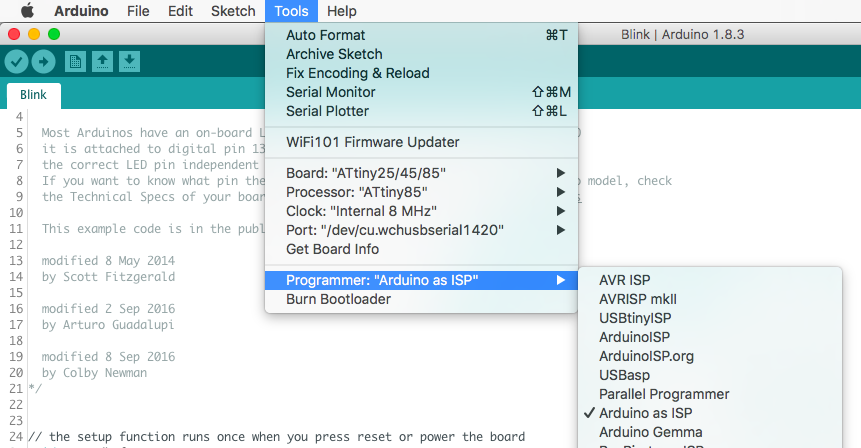 Arduino File Edit Sketch Tools Help
Blink | Arduino 1.8.3
Blink
Auto Format ⌘T
Archive Sketch
Fix Encoding & Reload
Serial Monitor ⇧⌘M
Serial Plotter ⇧⌘L
WiFi101 Firmware Updater
Board: "ATtiny25/45/85"
Processor: "ATtiny85"
Clock: "Internal 8 MHz"
Port: "/dev/cu.wchusbserial1420"
Get Board Info
Programmer: "Arduino as ISP"
Burn Bootloader
AVR ISP
AVRISP mkII
USBtinyISP
ArduinoISP
ArduinoISP.org
USBasp
Parallel Programmer
✓ Arduino as ISP
Arduino Gemma
4
5 Most Arduinos have an on-board
6 it is attached to digital pin 13
7 the correct LED pin independent
8 If you want to know what pin the model, check
9 the Technical Specs of your
10
11 This example code is in the
12
13 modified 8 May 2014
14 by Scott Fitzgerald
15
16 modified 2 Sep 2016
17 by Arturo Guadalupi
18
19 modified 8 Sep 2016
20 by Colby Newman
21 */
22
23
24 // the setup function runs once when you press reset or power the board